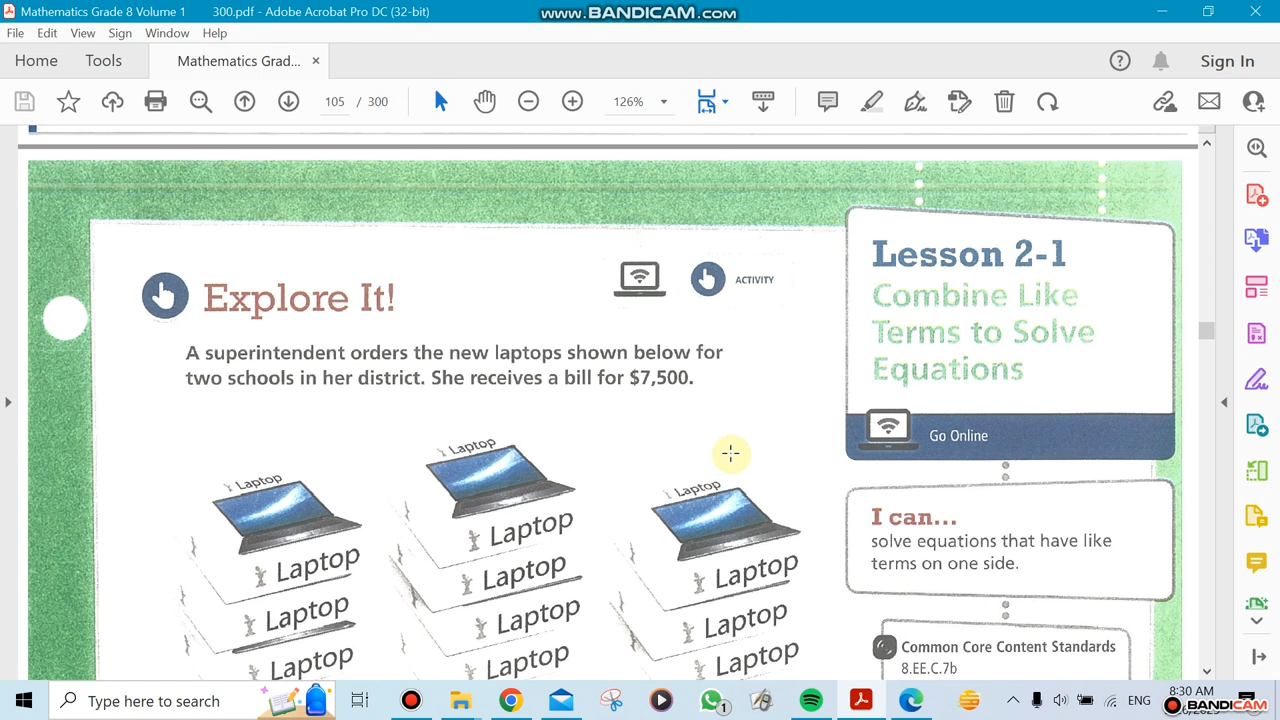 Mathematics Grade 8 Volume 1 300.pdf - Adobe Acrobat Pro DC (32-bit)
www.BANDICAM.com
File Edit View Sign Window Help
Home Tools Mathematics Grad... × Sign In
105 / 300 126%
Explore It!
ACTIVITY
A superintendent orders the new laptops shown below for
two schools in her district. She receives a bill for $7,500.
Lesson 2-1
Combine Like
Terms to Solve
Equations
Go Online
I can...
solve equations that have like
terms on one side.
Common Core Content Standards
8.EE.C.7b
Laptop
Laptop
Laptop
Laptop
Laptop
Laptop
Laptop
Laptop
Laptop
Laptop
Laptop
Laptop
Type here to search
1
ENG
8:30 AM
BANDICAM